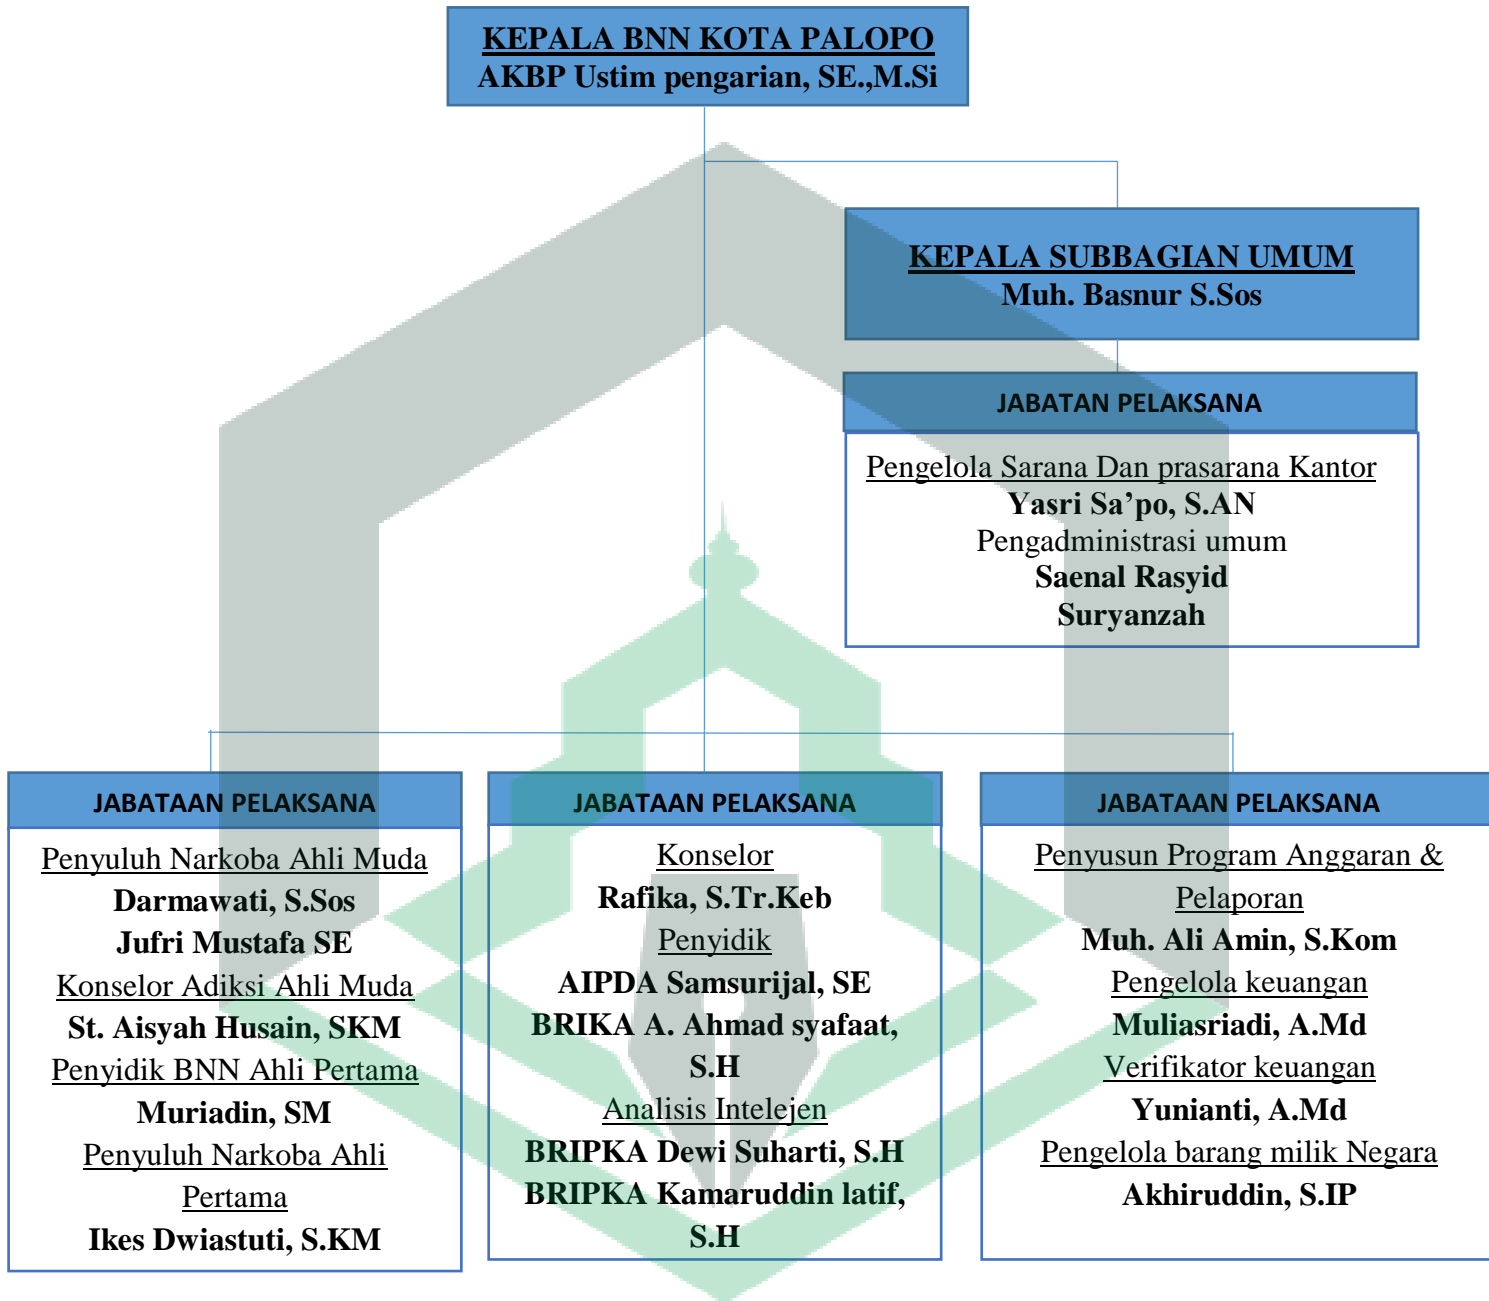 KEPALA BNN KOTA PALOPO
AKBP Ustim pengarian, SE.,M.Si
KEPALA SUBBAGIAN UMUM
Muh. Basnur S.Sos
JABATAN PELAKSANA
Pengelola Sarana Dan prasarana Kantor
Yasri Sa’po, S.AN
Pengadministrasi umum
Saenal Rasyid
Suryanzah
JABATAAN PELAKSANA
Penyuluh Narkoba Ahli Muda
Darmawati, S.Sos
Jufri Mustafa SE
Konselor Adiksi Ahli Muda
St. Aisyah Husain, SKM
Penyidik BNN Ahli Pertama
Muriadin, SM
Penyuluh Narkoba Ahli
Pertama
Ikes Dwiastuti, S.KM
JABATAAN PELAKSANA
Konselor
Rafika, S.Tr.Keb
Penyidik
AIPDA Samsurijal, SE
BRIKA A. Ahmad syafaat,
S.H
Analisis Intelejen
BRIPKA Dewi Suharti, S.H
BRIPKA Kamaruddin latif,
S.H
JABATAAN PELAKSANA
Penyusun Program Anggaran &
Pelaporan
Muh. Ali Amin, S.Kom
Pengelola keuangan
Muliasriadi, A.Md
Verifikator keuangan
Yunianti, A.Md
Pengelola barang milik Negara
Akhiruddin, S.IP